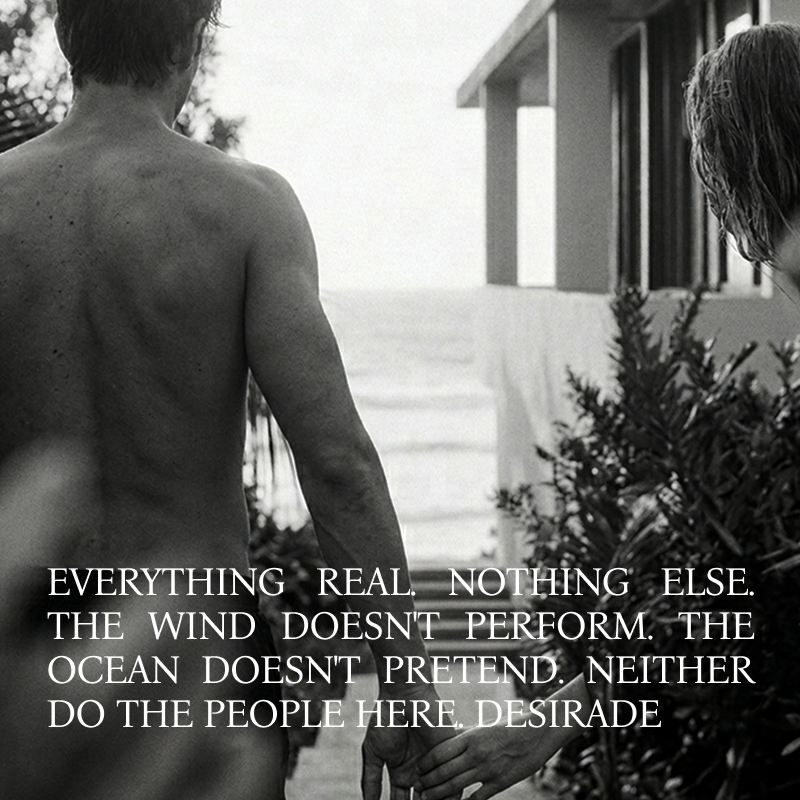 EVERYTHING REAL. NOTHING ELSE.
THE WIND DOESN'T PERFORM. THE
OCEAN DOESN'T PRETEND. NEITHER
DO THE PEOPLE HERE. DESIRADE